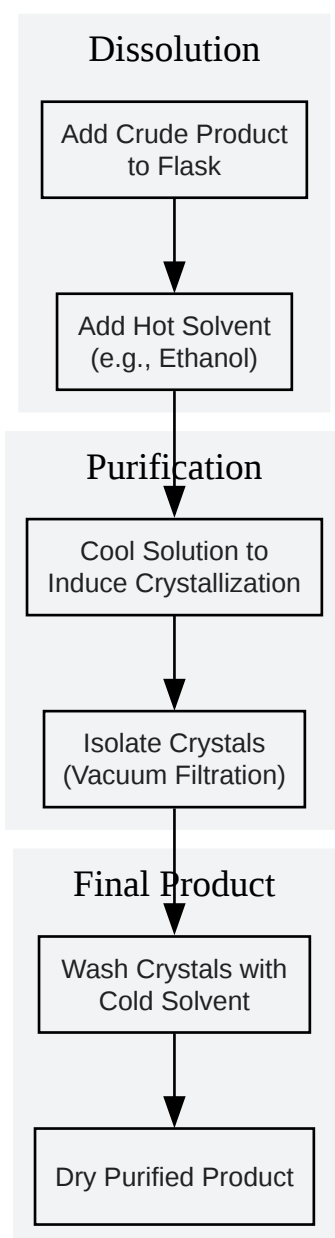 Dissolution
Add Crude Product
to Flask
Add Hot Solvent
(e.g., Ethanol)
Purification
Cool Solution to
Induce Crystallization
Isolate Crystals
(Vacuum Filtration)
Final Product
Wash Crystals with
Cold Solvent
Dry Purified Product